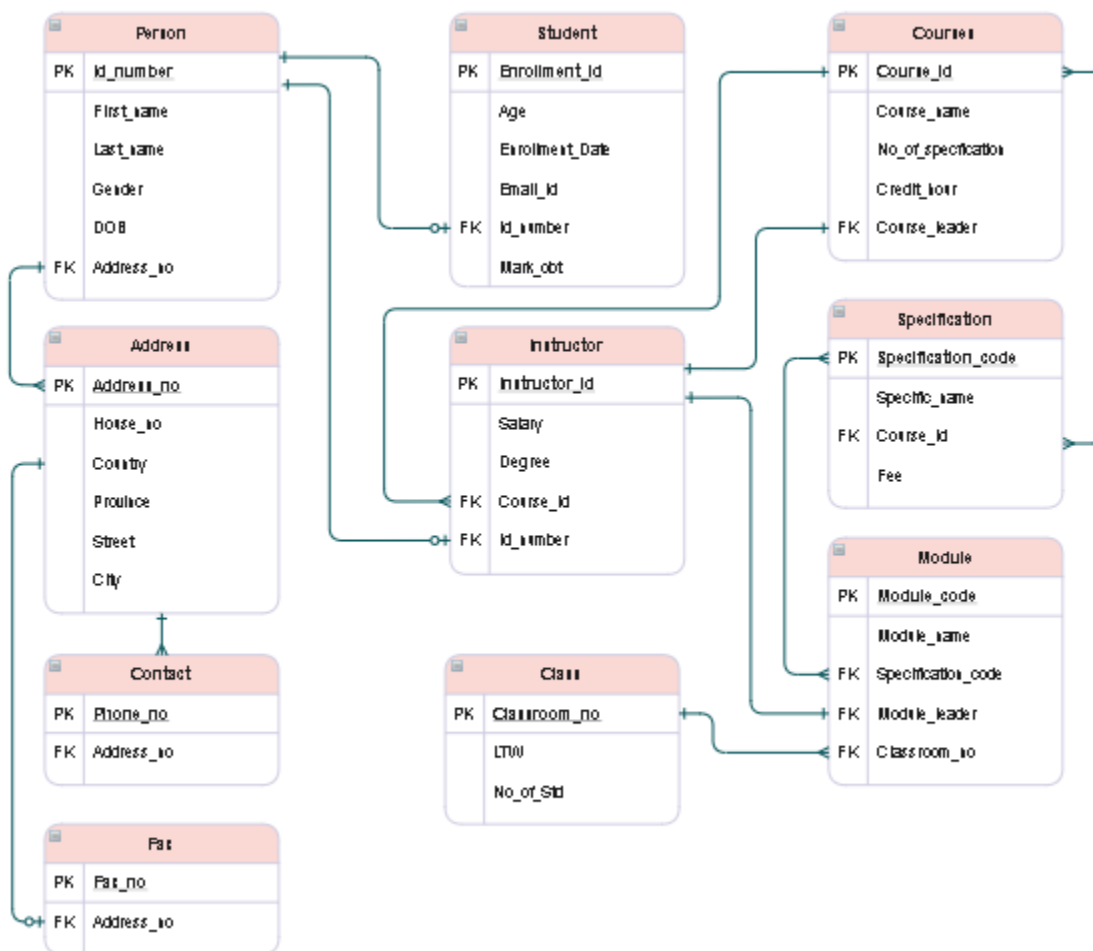 Person
PK Id_number
First_name
Last_name
Gender
DOB
FK Address_no
Student
PK Enrollment_id
Age
Enrollment_Date
Email_id
FK Id_number
Mark_obt
Courses
PK Course_id
Course_name
No_of_specfication
Credit_hour
FK Course_leader
Address
PK Address_no
House_no
Country
Province
Street
City
Instructor
PK Instructor_id
Salary
Degree
FK Course_id
FK Id_number
Specification
PK Specification_code
Specific_name
FK Course_id
Fee
Module
PK Module_code
Module_name
FK Specification_code
FK Module_leader
FK Classroom_no
Contact
PK Phone_no
FK Address_no
Class
PK Classroom_no
LTW
No_of_Std
Fax
PK Fax_no
FK Address_no